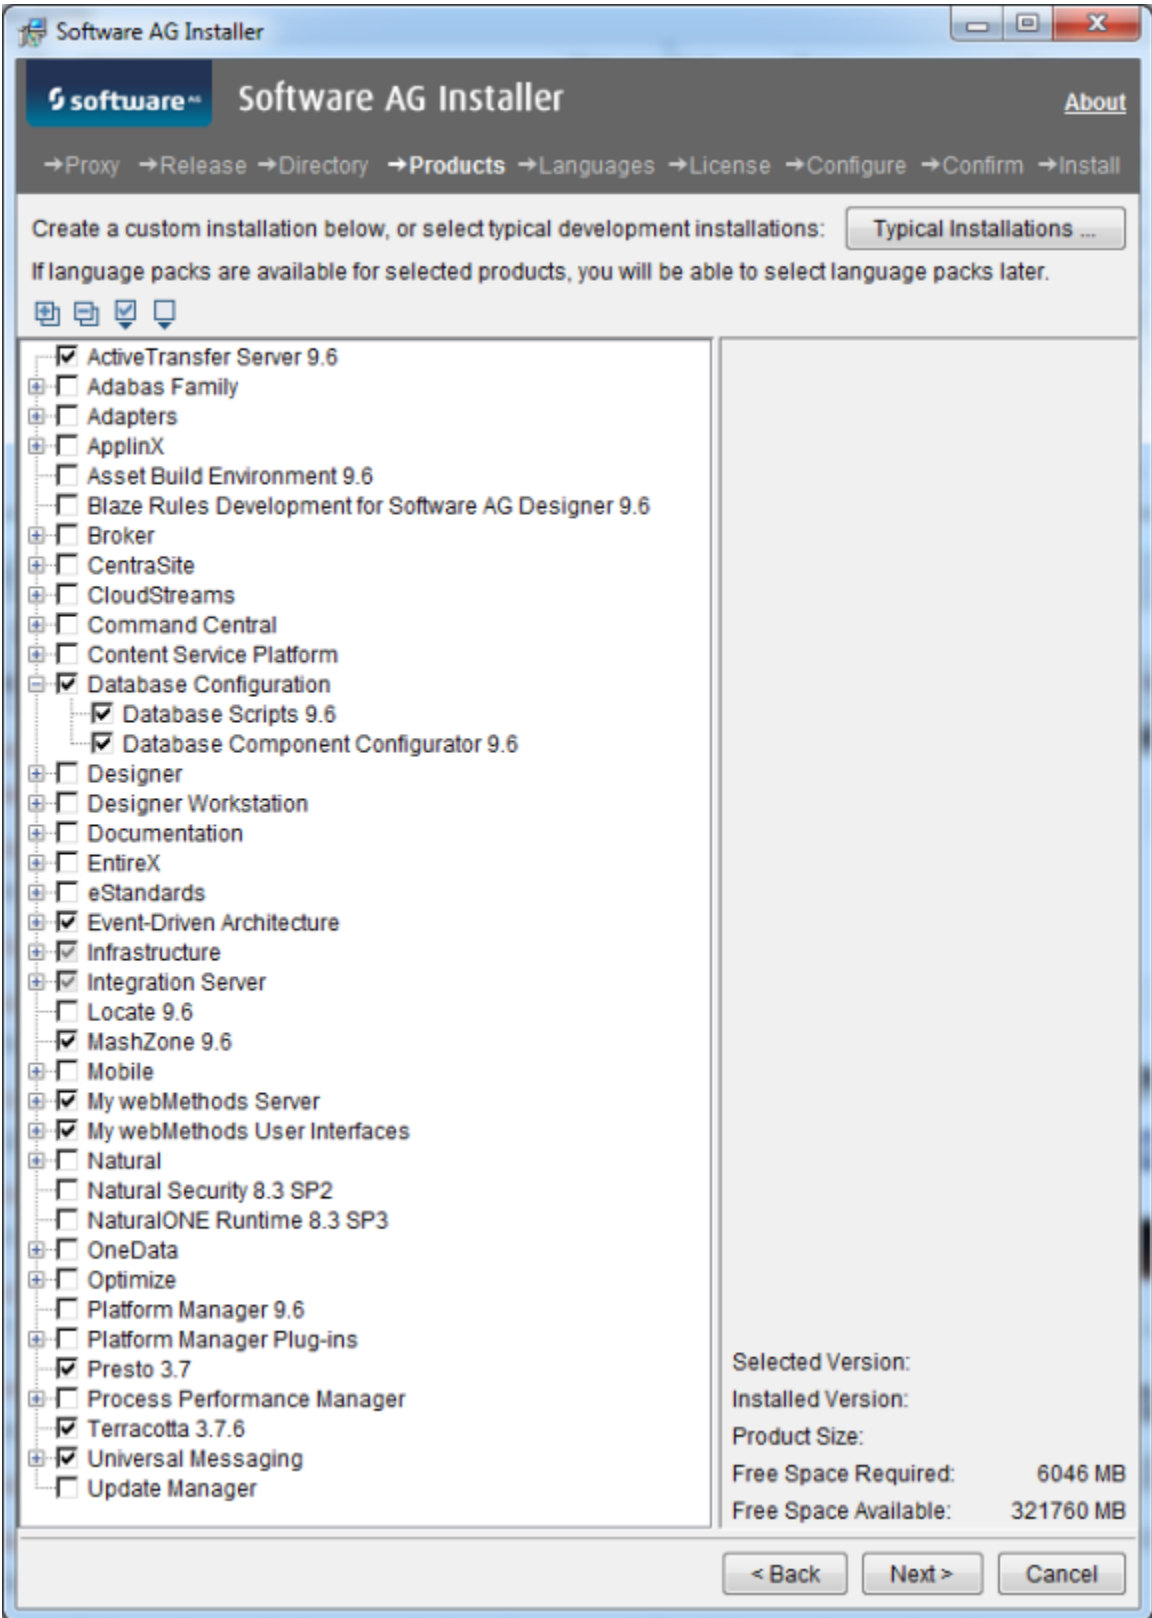 Software AG Installer
software AG
Software AG Installer
About
→Proxy →Release →Directory →Products →Languages →License →Configure →Confirm →Install
Create a custom installation below, or select typical development installations: Typical Installations ...
If language packs are available for selected products, you will be able to select language packs later.
ActiveTransfer Server 9.6
Adabas Family
Adapters
ApplinX
Asset Build Environment 9.6
Blaze Rules Development for Software AG Designer 9.6
Broker
CentraSite
CloudStreams
Command Central
Content Service Platform
Database Configuration
Database Scripts 9.6
Database Component Configurator 9.6
Designer
Designer Workstation
Documentation
EntireX
eStandards
Event-Driven Architecture
Infrastructure
Integration Server
Locate 9.6
MashZone 9.6
Mobile
My webMethods Server
My webMethods User Interfaces
Natural
Natural Security 8.3 SP2
NaturalONE Runtime 8.3 SP3
OneData
Optimize
Platform Manager 9.6
Platform Manager Plug-ins
Presto 3.7
Process Performance Manager
Terracotta 3.7.6
Universal Messaging
Update Manager
Selected Version:
Installed Version:
Product Size:
Free Space Required: 6046 MB
Free Space Available: 321760 MB
< Back Next > Cancel